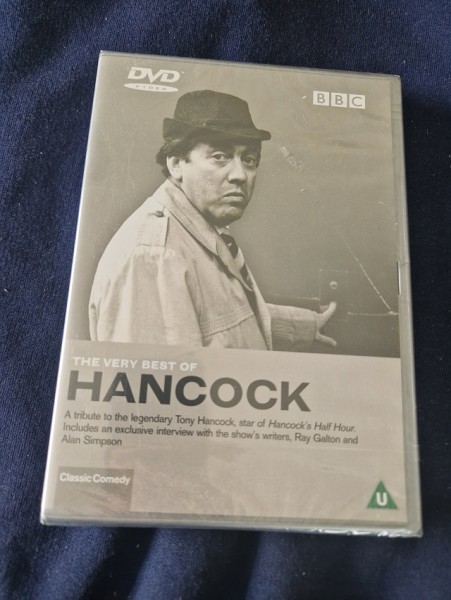 DVD
VIDEO
BBC
THE VERY BEST OF
HANCOCK
A tribute to the legendary Tony Hancock, star of Hancock's Half Hour.
Includes an exclusive interview with the show's writers, Ray Galton and
Alan Simpson
Classic Comedy
U